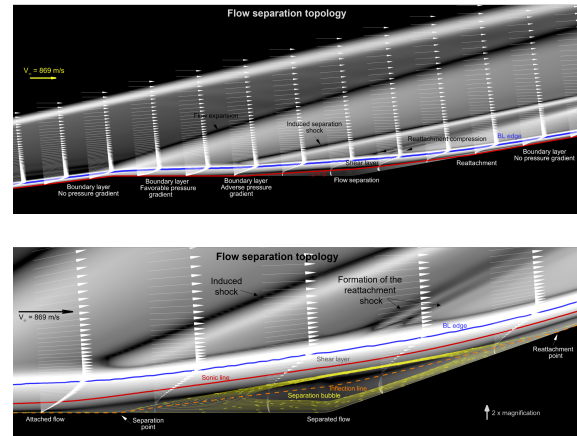 Flow separation topology
V∞ = 869 m/s
Flow expansion
Induced separation
shock
Reattachment compression
BL edge
Shear layer
Reattachment
Boundary layer
No pressure gradient
Boundary layer
Favorable pressure
gradient
Boundary layer
Adverse pressure
gradient
Flow separation
Boundary layer
No pressure gradient
Flow separation topology
Induced
shock
Formation of the
reattachment
shock
V∞ = 869 m/s
BL edge
Shear layer
Reattachment
point
Sonic line
Inflection line
Separation bubble
Attached flow
Separation
point
Separated flow
2 x magnification